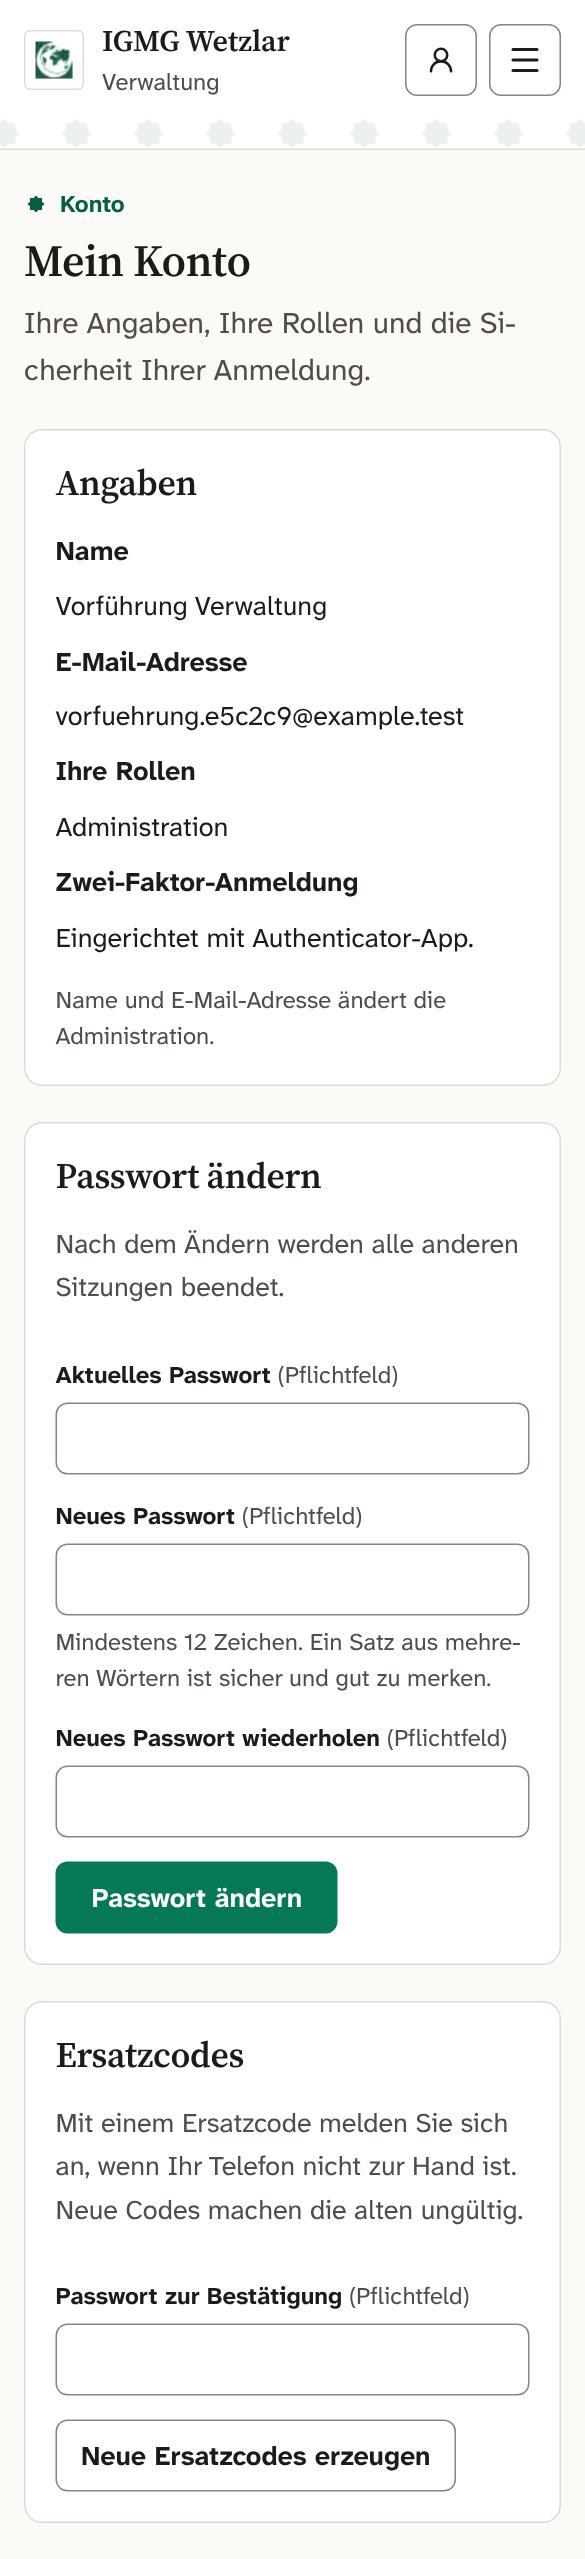 IGMG Wetzlar
Verwaltung
Konto
Mein Konto
Ihre Angaben, Ihre Rollen und die Si-
cherheit Ihrer Anmeldung.
Angaben
Name
Vorführung Verwaltung
E-Mail-Adresse
vorfuehrung.e5c2c9@example.test
Ihre Rollen
Administration
Zwei-Faktor-Anmeldung
Eingerichtet mit Authenticator-App.
Name und E-Mail-Adresse ändert die
Administration.
Passwort ändern
Nach dem Ändern werden alle anderen
Sitzungen beendet.
Aktuelles Passwort (Pflichtfeld)
Neues Passwort (Pflichtfeld)
Mindestens 12 Zeichen. Ein Satz aus mehre-
ren Wörtern ist sicher und gut zu merken.
Neues Passwort wiederholen (Pflichtfeld)
Passwort ändern
Ersatzcodes
Mit einem Ersatzcode melden Sie sich
an, wenn Ihr Telefon nicht zur Hand ist.
Neue Codes machen die alten ungültig.
Passwort zur Bestätigung (Pflichtfeld)
Neue Ersatzcodes erzeugen